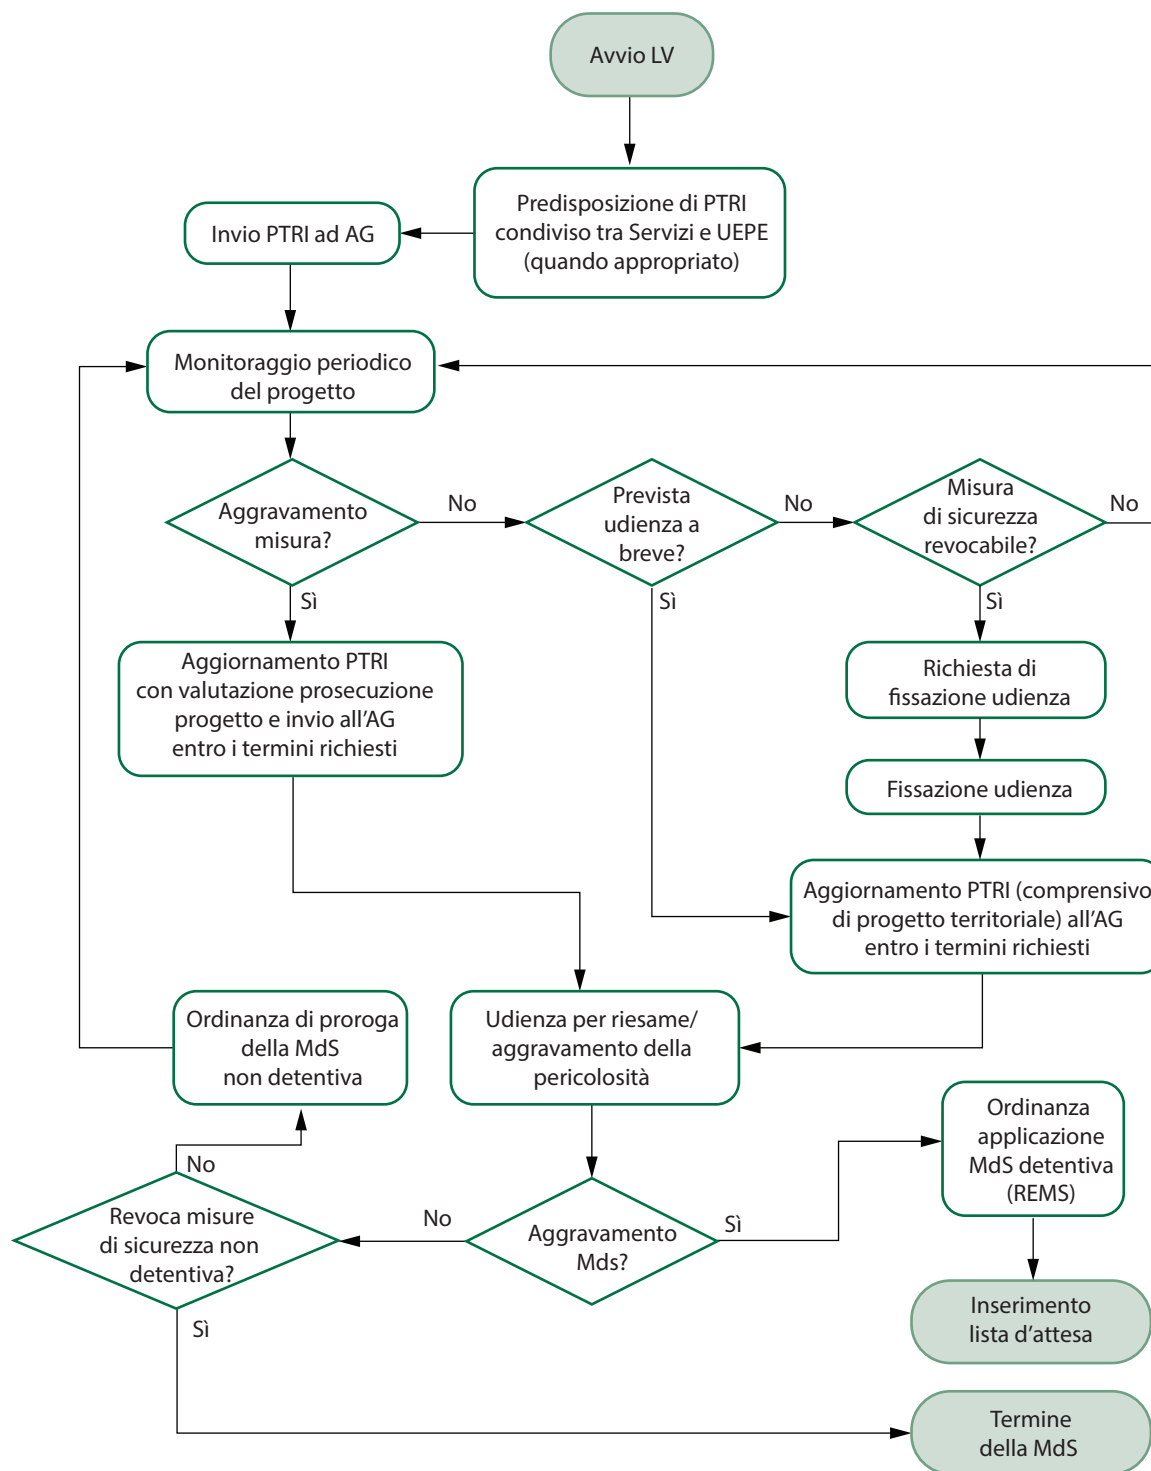 Avvio LV
Predisposizione di PTRI
condiviso tra Servizi e UEPE
(quando appropriato)
Invio PTRI ad AG
Monitoraggio periodico
del progetto
Aggravamento
misura?
No
Prevista
udienza a
breve?
No
Misura
di sicurezza
revocabile?
No
Sì
Sì
Sì
Aggiornamento PTRI
con valutazione prosecuzione
progetto e invio all'AG
entro i termini richiesti
Richiesta di
fissazione udienza
Fissazione udienza
Aggiornamento PTRI (comprensivo
di progetto territoriale) all'AG
entro i termini richiesti
Ordinanza di proroga
della MdS
non detentiva
Udienza per riesame/
aggravamento della
pericolosità
Ordinanza
applicazione
MdS detentiva
(REMS)
No
Revoca misure
di sicurezza non
detentiva?
No
Aggravamento
Mds?
Sì
Sì
Inserimento
lista d'attesa
Termine
della MdS